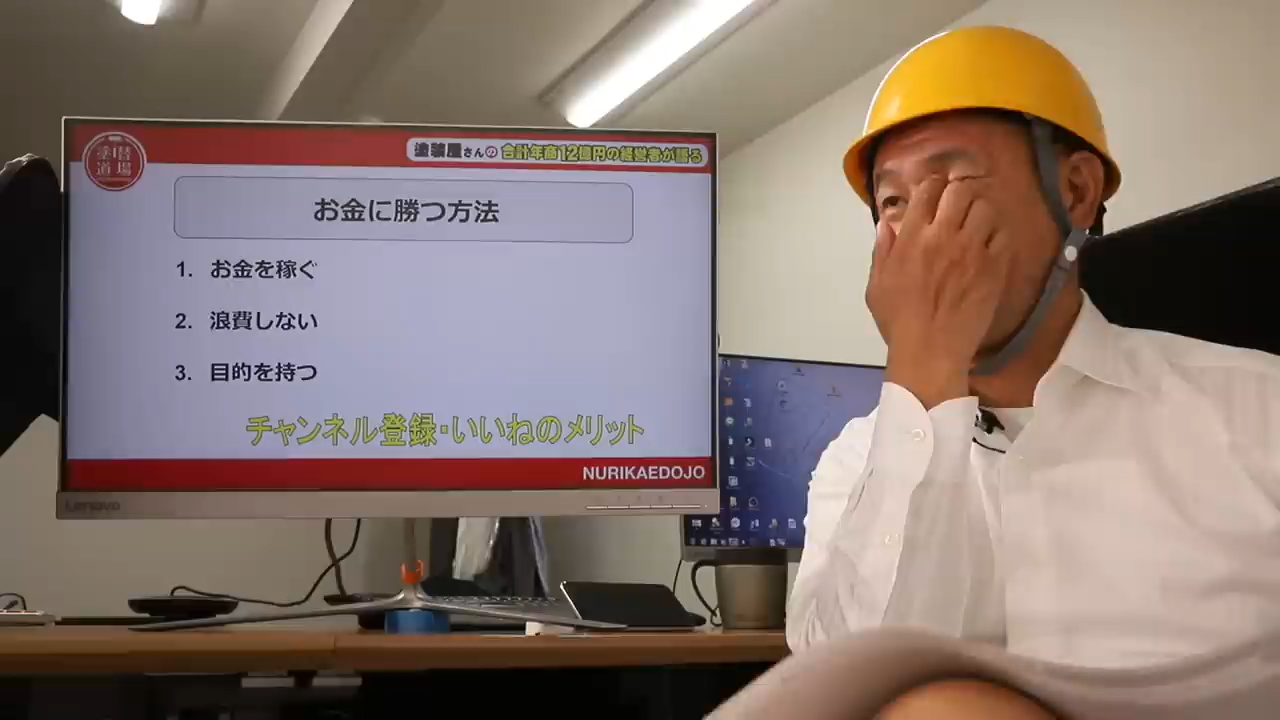 塗替
道場
塗装屋さんの 合計年商12億円の経営者が語る
お金に勝つ方法
1. お金を稼ぐ
2. 浪費しない
3. 目的を持つ
チャンネル登録・いいねのメリット
NURIKAEDOJO
Lenovo